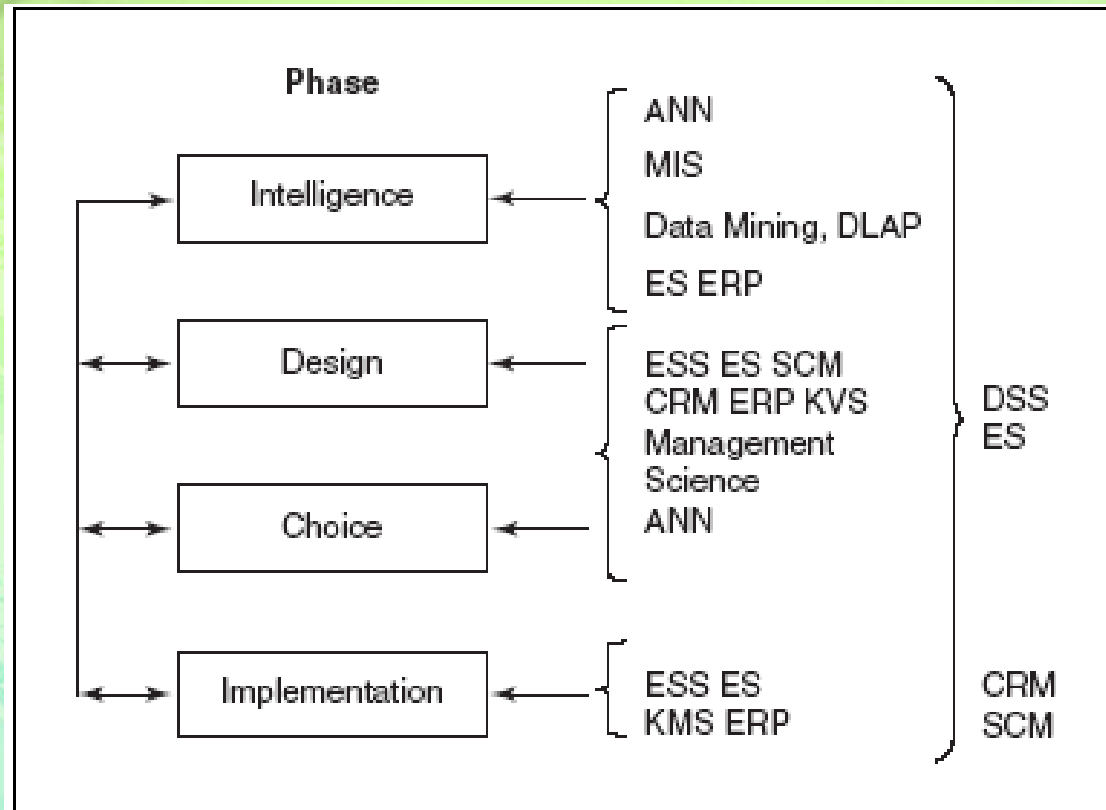 Phase
Intelligence
ANN
MIS
Data Mining, DLAP
ES ERP
Design
ESS ES SCM
CRM ERP KVS
Management
Science
ANN
Choice
DSS
ES
Implementation
ESS ES
KMS ERP
CRM
SCM